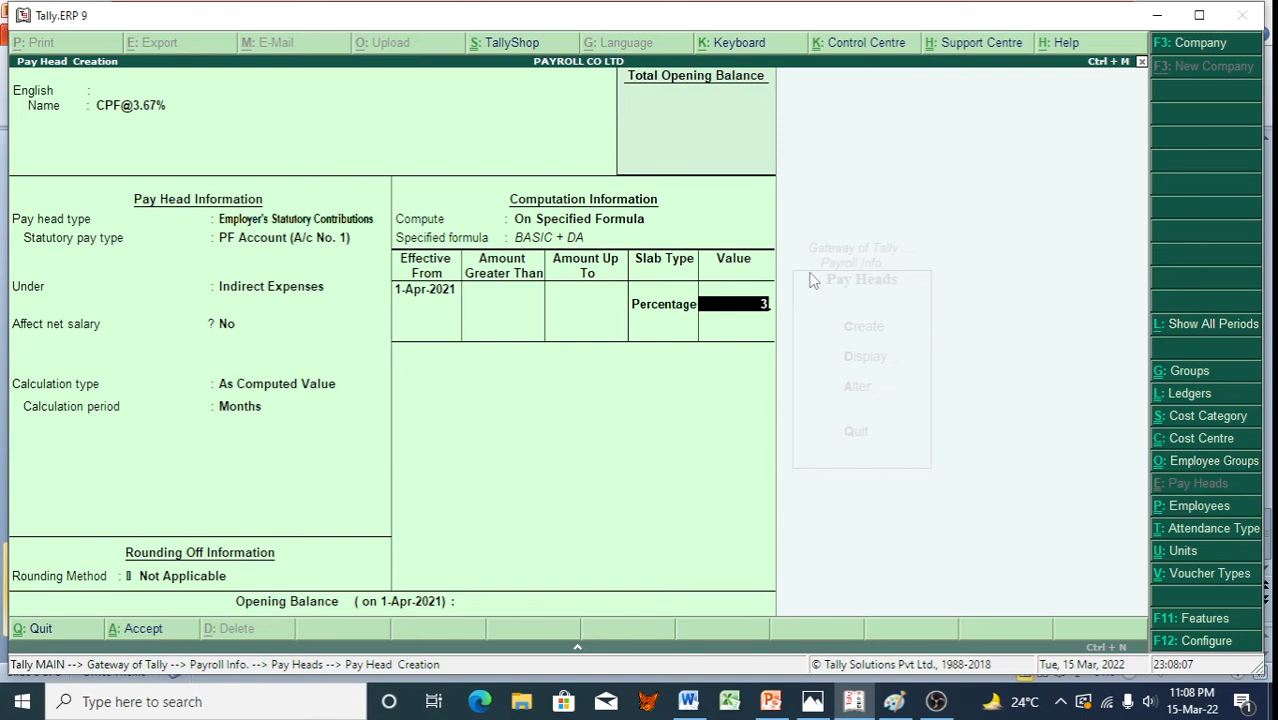 Tally.ERP 9
P: Print E: Export M: E-Mail O: Upload S: TallyShop G: Language K: Keyboard K: Control Centre H: Support Centre H: Help F3: Company
Pay Head Creation PAYROLL CO LTD Ctrl + M x
F3: New Company
Total Opening Balance
English :
Name : CPF@3.67%
Pay Head Information Computation Information
Pay head type : Employer's Statutory Contributions Compute : On Specified Formula
Statutory pay type : PF Account (A/c No. 1) Specified formula : BASIC + DA
Effective From Amount Greater Than Amount Up To Slab Type Value
1-Apr-2021
Percentage 3.
Under : Indirect Expenses
Affect net salary ? No
Calculation type : As Computed Value
Calculation period : Months
Gateway of Tally ...
Payroll Info.
Pay Heads
Create
Display
Alter
Quit
L: Show All Periods
G: Groups
L: Ledgers
S: Cost Category
C: Cost Centre
O: Employee Groups
E: Pay Heads
P: Employees
T: Attendance Type
U: Units
V: Voucher Types
F11: Features
F12: Configure
Rounding Off Information
Rounding Method : Not Applicable
Opening Balance ( on 1-Apr-2021) :
Q: Quit A: Accept D: Delete
Ctrl + N
Tally MAIN --> Gateway of Tally --> Payroll Info. --> Pay Heads --> Pay Head Creation © Tally Solutions Pvt Ltd., 1988-2018 Tue, 15 Mar, 2022 23:08:07
Type here to search 24°C 11:08 PM
15-Mar-22 1